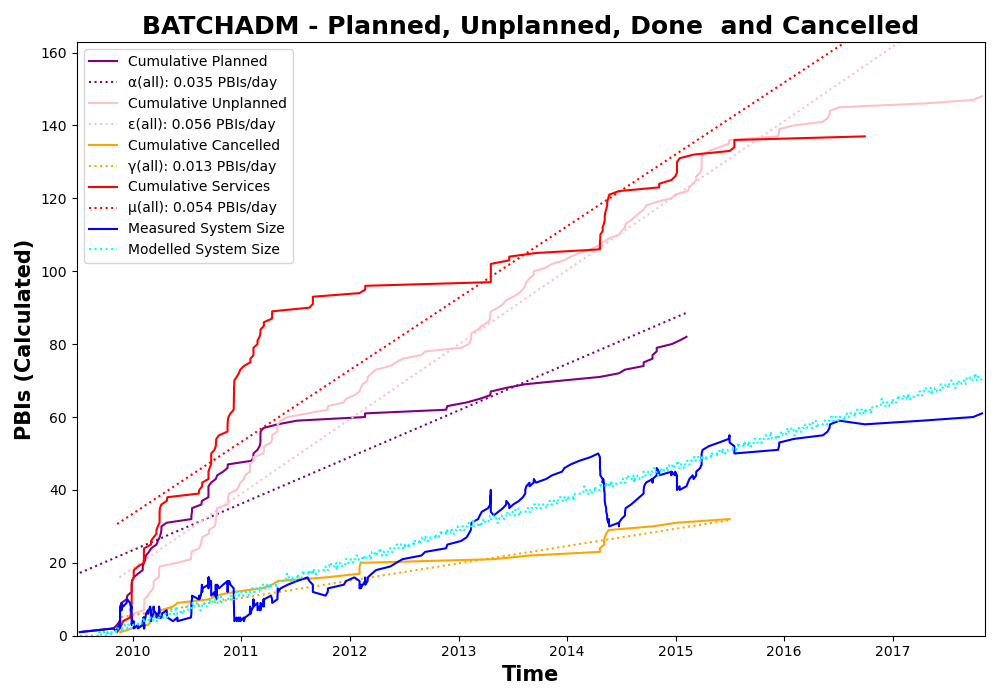 BATCHADM - Planned, Unplanned, Done  and Cancelled
160
140
120
100
80
60
40
20
0
PBIs (Calculated)
Cumulative Planned
α(all): 0.035 PBIs/day
Cumulative Unplanned
ε(all): 0.056 PBIs/day
Cumulative Cancelled
γ(all): 0.013 PBIs/day
Cumulative Services
μ(all): 0.054 PBIs/day
Measured System Size
Modelled System Size
2010 2011 2012 2013 2014 2015 2016 2017
Time